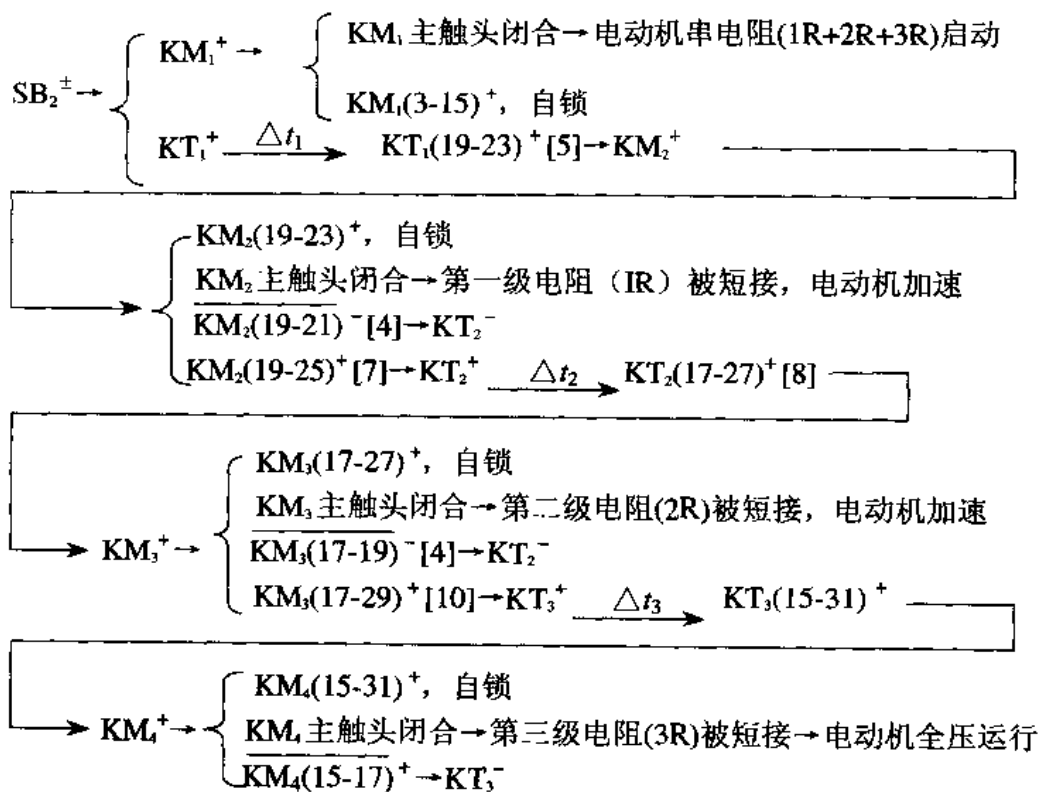 KM₁主触头闭合→电动机串电阻(1R+2R+3R)启动
KM₁⁺→
SB₂^±→
KM₁(3-15)⁺，自锁
KT₁⁺ △t₁→ KT₁(19-23)⁺[5]→KM₂⁺
KM₂(19-23)⁺，自锁
KM₂主触头闭合→第一级电阻（IR）被短接，电动机加速
KM₂(19-21)⁻[4]→KT₂⁻
KM₂(19-25)⁺[7]→KT₂⁺ △t₂→ KT₂(17-27)⁺[8]
KM₃(17-27)⁺，自锁
KM₃主触头闭合→第二级电阻(2R)被短接，电动机加速
KM₃⁺→
KM₃(17-19)⁻[4]→KT₂⁻
KM₃(17-29)⁺[10]→KT₃⁺ △t₃→ KT₃(15-31)⁺
KM₄(15-31)⁺，自锁
KM₄⁺→
KM₄主触头闭合→第三级电阻(3R)被短接→电动机全压运行
KM₄(15-17)⁺→KT₃⁻